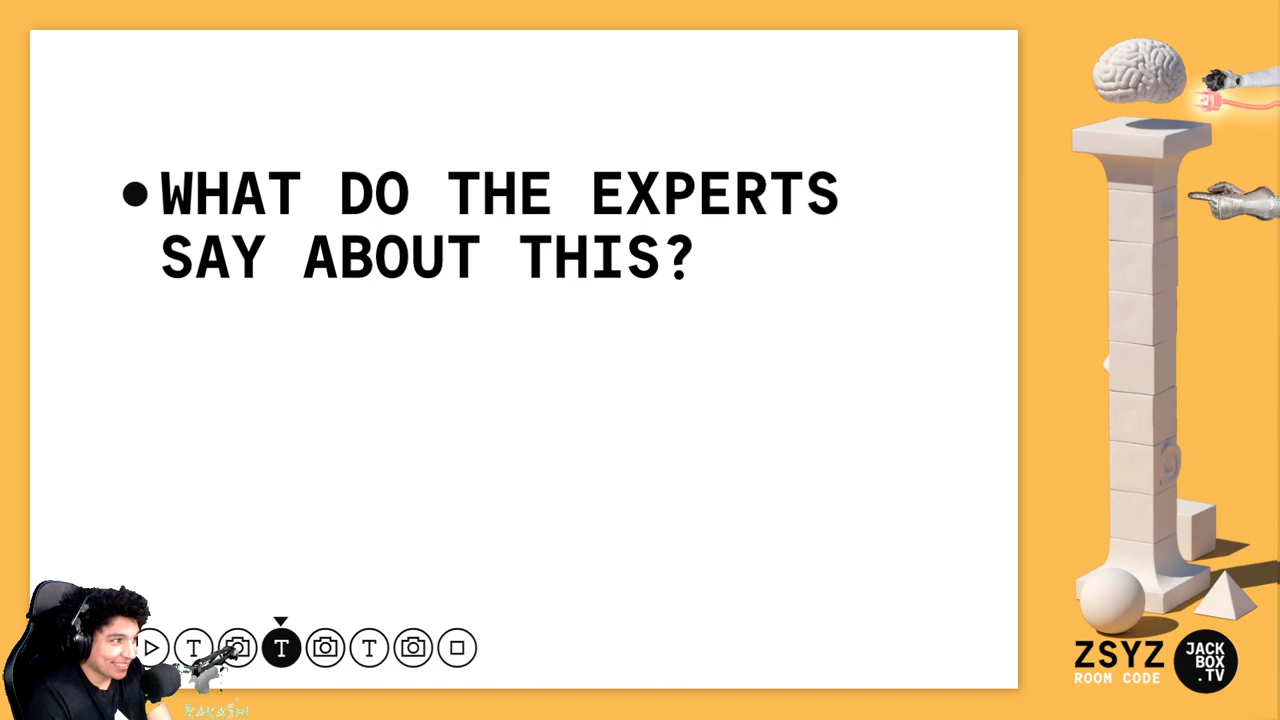 •WHAT DO THE EXPERTS
SAY ABOUT THIS?
T
T
T
ZSYZ
ROOM CODE
JACK
BOX
.TV